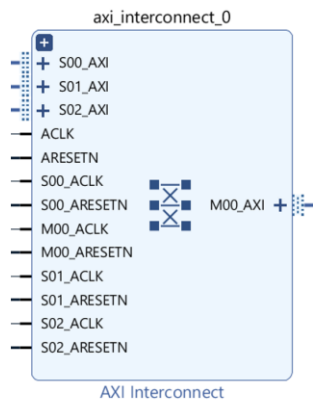 axi_interconnect_0
S00_AXI
S01_AXI
S02_AXI
ACLK
ARESETN
S00_ACLK
S00_ARESETN
M00_AXI
M00_ACLK
M00_ARESETN
S01_ACLK
S01_ARESETN
S02_ACLK
S02_ARESETN
AXI Interconnect